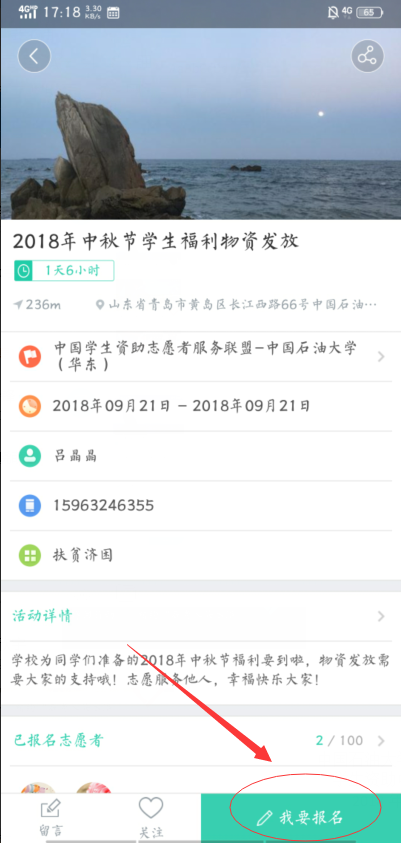 4G 17:18 3.30 KB/s 4G 65
2018年中秋节学生福利物资发放
1天6小时
236m 山东省青岛市黄岛区长江西路66号中国石油…
中国学生资助志愿者服务联盟-中国石油大学
（华东）
2018年09月21日 - 2018年09月21日
吕晶晶
15963246355
扶贫济困
活动详情
学校为同学们准备的2018年中秋节福利要到啦，物资发放需
要大家的支持哦！志愿服务他人，幸福快乐大家！
已报名志愿者 2 / 100
留言 关注 我要报名